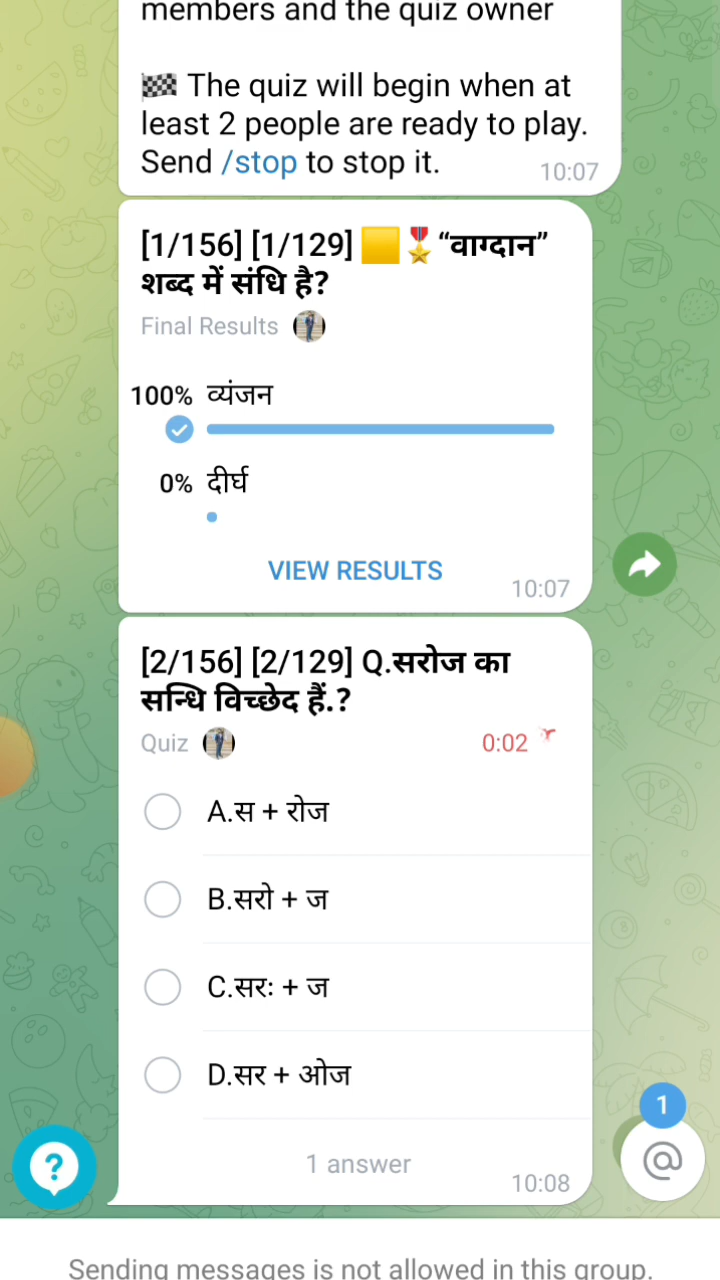 members and the quiz owner
🏁 The quiz will begin when at
least 2 people are ready to play.
Send /stop to stop it.
10:07
[1/156] [1/129] 🟨🎖“वाग्दान”
शब्द में संधि है?
Final Results
100% व्यंजन
0% दीर्घ
VIEW RESULTS
10:07
[2/156] [2/129] Q.सरोज का
सन्धि विच्छेद हैं.?
Quiz
0:02
A.स + रोज
B.सरो + ज
C.सरः + ज
D.सर + ओज
1 answer
10:08
1
@
?
Sending messages is not allowed in this group.